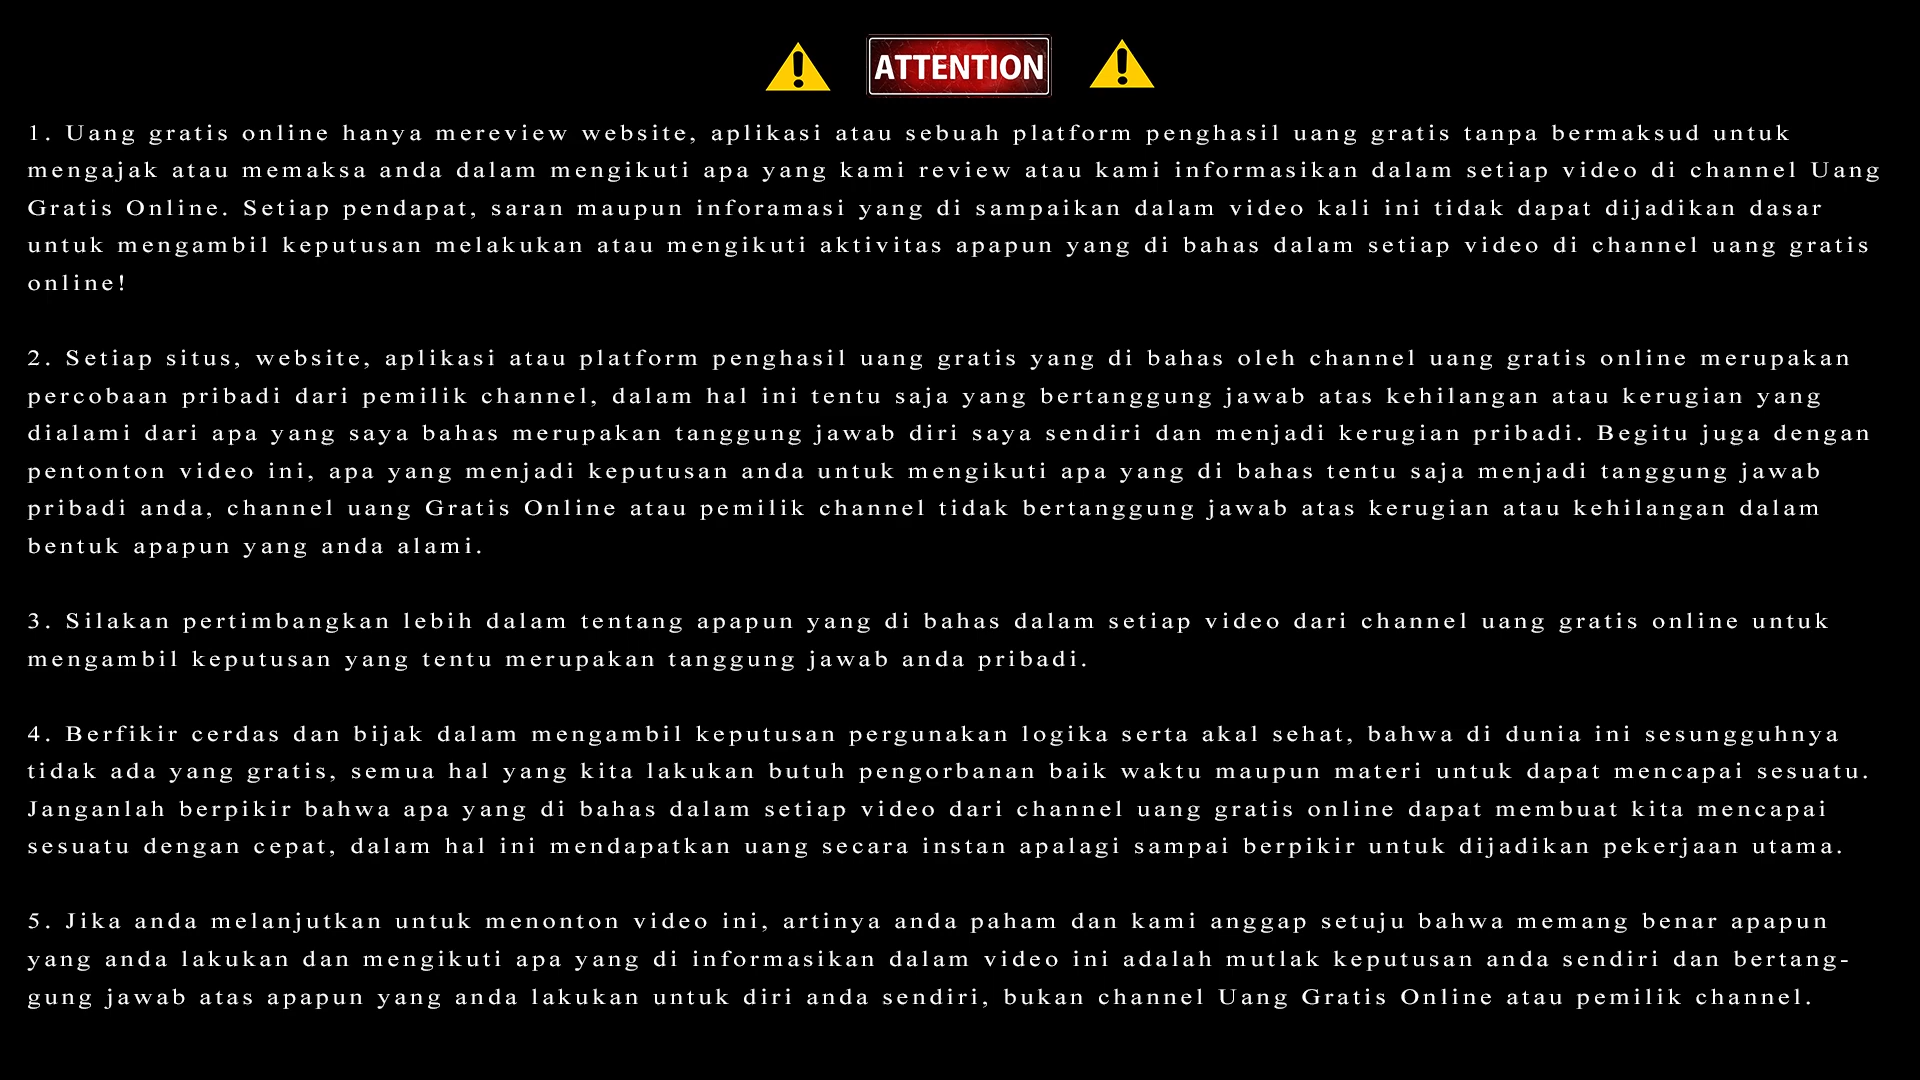 ATTENTION
1. Uang gratis online hanya mereview website, aplikasi atau sebuah platform penghasil uang gratis tanpa bermaksud untuk
mengajak atau memaksa anda dalam mengikuti apa yang kami review atau kami informasikan dalam setiap video di channel Uang
Gratis Online. Setiap pendapat, saran maupun inforamasi yang di sampaikan dalam video kali ini tidak dapat dijadikan dasar
untuk mengambil keputusan melakukan atau mengikuti aktivitas apapun yang di bahas dalam setiap video di channel uang gratis
online!
2. Setiap situs, website, aplikasi atau platform penghasil uang gratis yang di bahas oleh channel uang gratis online merupakan
percobaan pribadi dari pemilik channel, dalam hal ini tentu saja yang bertanggung jawab atas kehilangan atau kerugian yang
dialami dari apa yang saya bahas merupakan tanggung jawab diri saya sendiri dan menjadi kerugian pribadi. Begitu juga dengan
pentonton video ini, apa yang menjadi keputusan anda untuk mengikuti apa yang di bahas tentu saja menjadi tanggung jawab
pribadi anda, channel uang Gratis Online atau pemilik channel tidak bertanggung jawab atas kerugian atau kehilangan dalam
bentuk apapun yang anda alami.
3. Silakan pertimbangkan lebih dalam tentang apapun yang di bahas dalam setiap video dari channel uang gratis online untuk
mengambil keputusan yang tentu merupakan tanggung jawab anda pribadi.
4. Berfikir cerdas dan bijak dalam mengambil keputusan pergunakan logika serta akal sehat, bahwa di dunia ini sesungguhnya
tidak ada yang gratis, semua hal yang kita lakukan butuh pengorbanan baik waktu maupun materi untuk dapat mencapai sesuatu.
Janganlah berpikir bahwa apa yang di bahas dalam setiap video dari channel uang gratis online dapat membuat kita mencapai
sesuatu dengan cepat, dalam hal ini mendapatkan uang secara instan apalagi sampai berpikir untuk dijadikan pekerjaan utama.
5. Jika anda melanjutkan untuk menonton video ini, artinya anda paham dan kami anggap setuju bahwa memang benar apapun
yang anda lakukan dan mengikuti apa yang di informasikan dalam video ini adalah mutlak keputusan anda sendiri dan bertang-
gung jawab atas apapun yang anda lakukan untuk diri anda sendiri, bukan channel Uang Gratis Online atau pemilik channel.